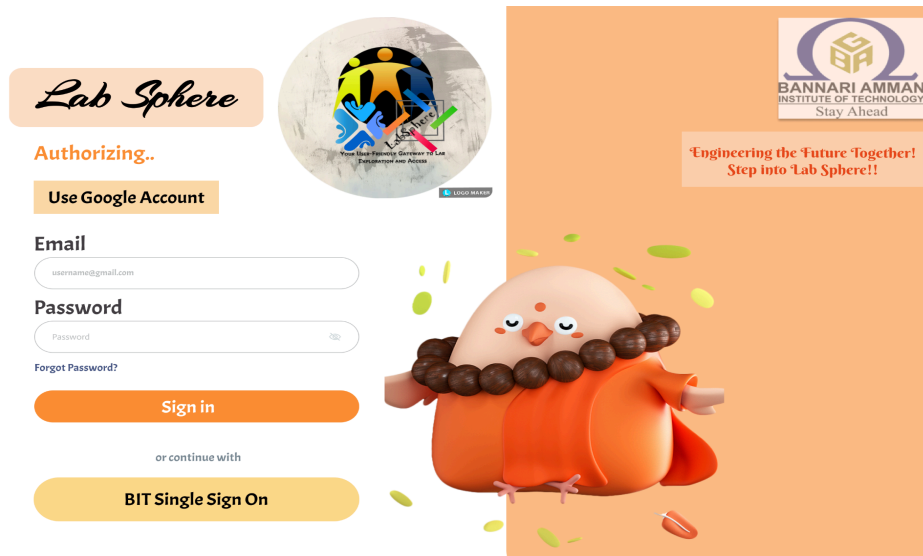 Lab Sphere
Authorizing..
Use Google Account
Email
username@gmail.com
Password
Password
Forgot Password?
Sign in
or continue with
BIT Single Sign On
LabSphere
Your User-Friendly Gateway to Lab
Exploration and Access
LOGO MAKER
GBA
BANNARI AMMAN
INSTITUTE OF TECHNOLOGY
Stay Ahead
Engineering the Future Together!
Step into Lab Sphere!!